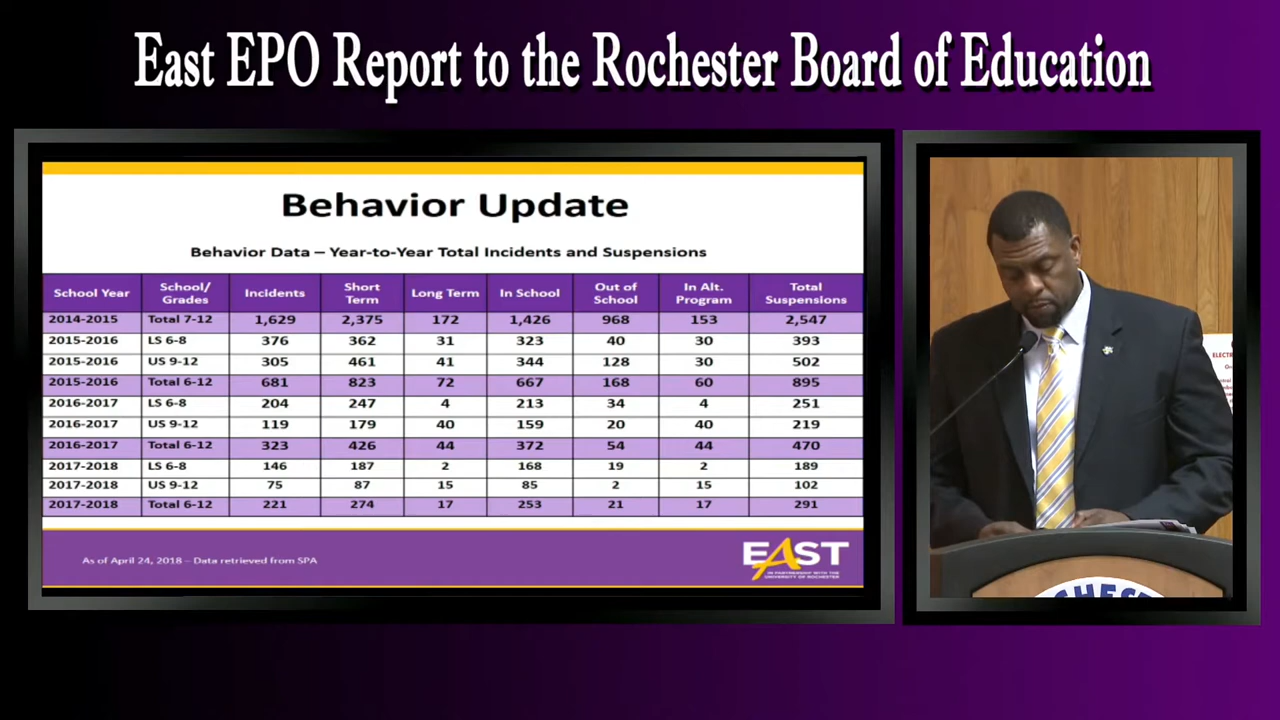 East EPO Report to the Rochester Board of Education
Behavior Update
Behavior Data – Year-to-Year Total Incidents and Suspensions
School Year School/ Grades Incidents Short Term Long Term In School Out of School In Alt. Program Total Suspensions
2014-2015 Total 7-12 1,629 2,375 172 1,426 968 153 2,547
2015-2016 LS 6-8 376 362 31 323 40 30 393
2015-2016 US 9-12 305 461 41 344 128 30 502
2015-2016 Total 6-12 681 823 72 667 168 60 895
2016-2017 LS 6-8 204 247 4 213 34 4 251
2016-2017 US 9-12 119 179 40 159 20 40 219
2016-2017 Total 6-12 323 426 44 372 54 44 470
2017-2018 LS 6-8 146 187 2 168 19 2 189
2017-2018 US 9-12 75 87 15 85 2 15 102
2017-2018 Total 6-12 221 274 17 253 21 17 291
As of April 24, 2018 – Data retrieved from SPA
EAST
IN PARTNERSHIP WITH THE
UNIVERSITY OF ROCHESTER
ELECTR